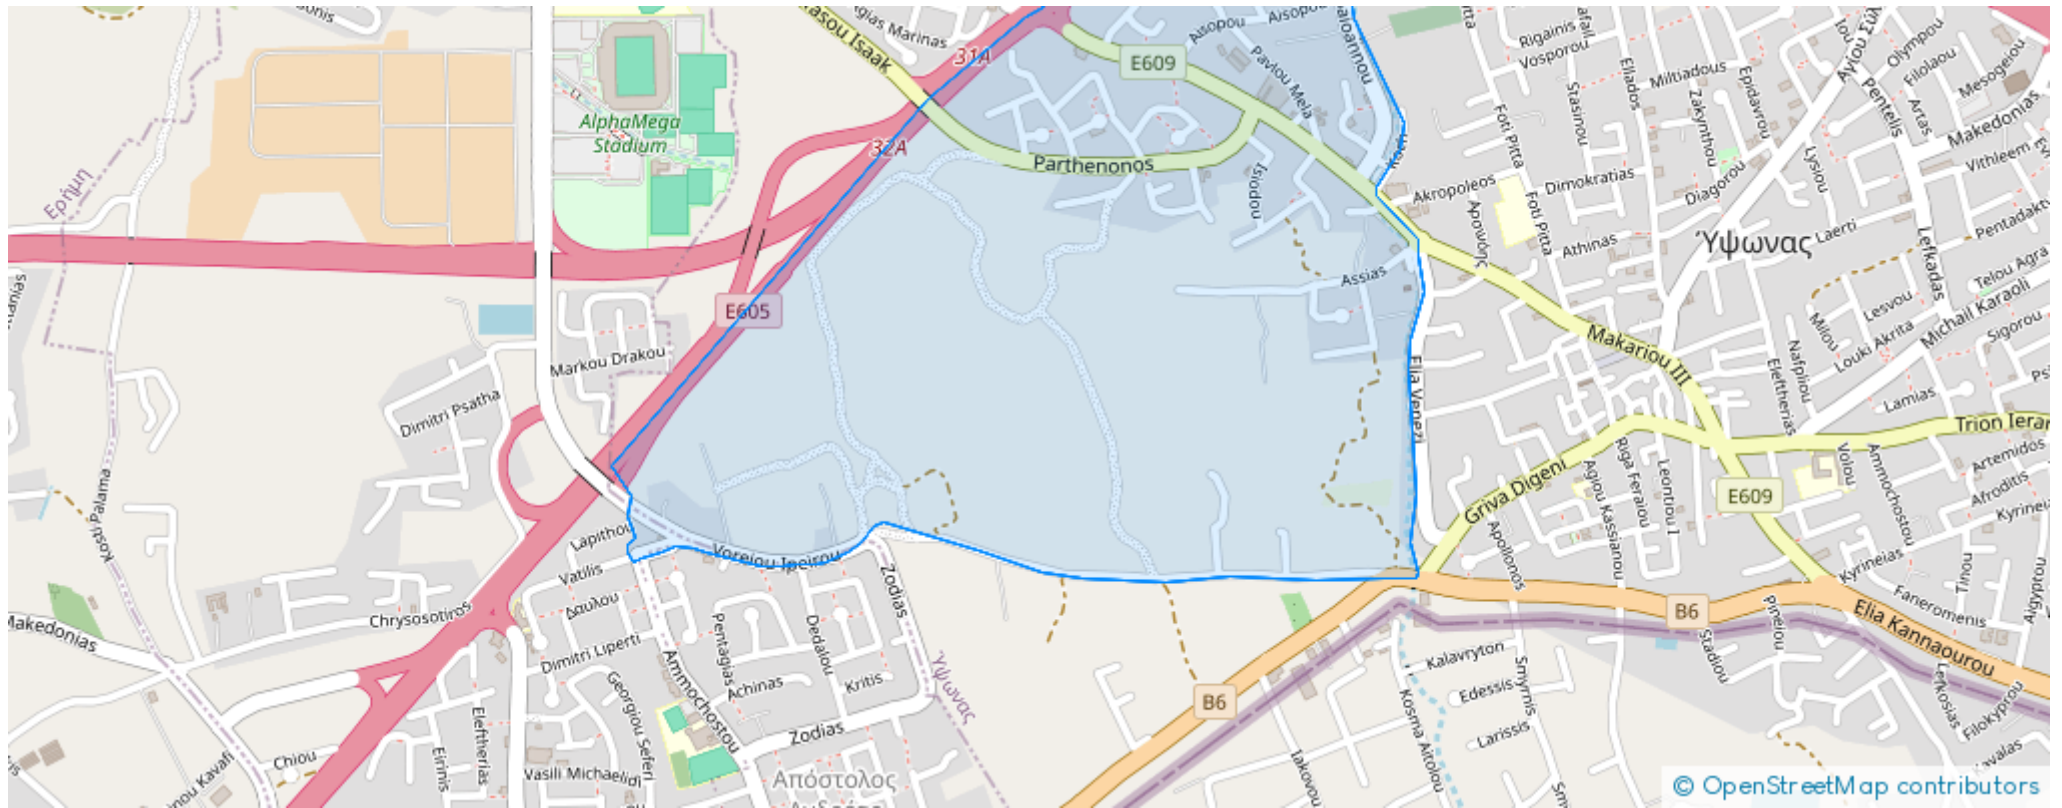 Isaak
Aisopou
31A
E609
Pavlou Mela
Rigainis
Vosporou
Miltiadous
Ellados
Stasinou
Epidavrou
Zakynthou
Olympou
Filolaou
Mesogeiou
Pentelis
Artas
Makedonias
AlphaMega
Stadium
32A
Parthenonos
Isiodou
Foti Pitta
Akropoleos
Dimokratias
Diagorou
Lysiou
Ερήμη
Foti Pitta
Athinas
Ύψωνας
Laerti
Lefkadas
Telou Agra
Assias
Lesvou
Milou
Louki Akrita
Michail Karaoli
Sigorou
E605
Makariou III
Nafpliou
Eleftherias
Markou Drakou
Elia Venezi
Dimitri Psatha
Lamias
Kosti Palama
Griva Digeni
Riga Feraiou
Agiou Kassianou
Leontiou I
Volou
Ammochostou
Artemidos
Afroditis
E609
Lapithou
Voreiou Ipeirou
Apollonos
Kyrineias
Tinou
Aigyptou
Vatilis
Δαυλου
Zodias
Pentagias
Dedalou
Faneromenis
Chrysosotiros
Makedonias
B6
Pineiou
Stadiou
Elia Kannaourou
Dimitri Liperti
Ammochostou
Achinas
Kritis
Ύψωνας
Kalavryton
Smyrnis
Edessis
Kosma Aitolou
Lefkosias
Filokyprou
Georgiou Seferi
Eleftherias
Eirinis
B6
Larissis
Zodias
Chiou
Vasili Michaelidi
Απόστολος
Iakovou
Kavalas
© OpenStreetMap contributors